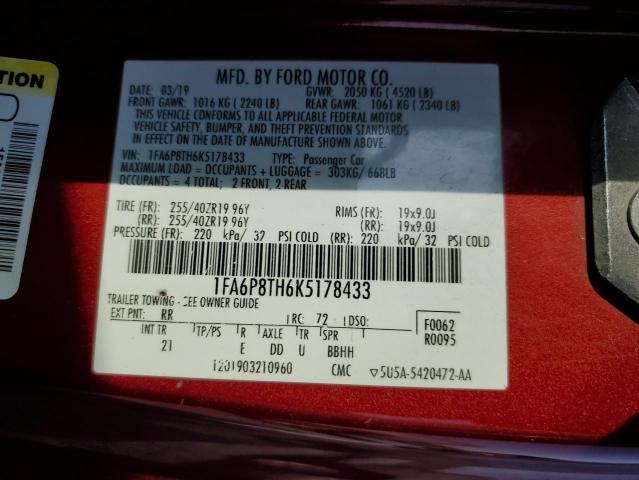 TION
MFD. BY FORD MOTOR CO.
DATE: 03/19 GVWR: 2050 KG ( 4520 LB)
FRONT GAWR: 1016 KG ( 2240 LB) REAR GAWR: 1061 KG ( 2340 LB)
THIS VEHICLE CONFORMS TO ALL APPLICABLE FEDERAL MOTOR
VEHICLE SAFETY, BUMPER, AND THEFT PREVENTION STANDARDS
IN EFFECT ON THE DATE OF MANUFACTURE SHOWN ABOVE.
VIN: 1FA6P8TH6K5178433 TYPE: Passenger Car
MAXIMUM LOAD = OCCUPANTS + LUGGAGE = 303KG/ 668LB
OCCUPANTS = 4 TOTAL; 2 FRONT, 2 REAR
TIRE (FR): 255/40ZR19 96Y RIMS (FR): 19x9.0J
(RR): 255/40ZR19 96Y (RR): 19x9.0J
PRESSURE (FR): 220 kPa/ 32 PSI COLD (RR): 220 kPa/ 32 PSI COLD
1FA6P8TH6K5178433
TRAILER TOWING - SEE OWNER GUIDE
EXT PNT: RR RC: 72 DSO: F0062
INT TR TP/PS R AXLE TR SPR R0095
21 E DD U BBHH
1201903210960 CMC 5U5A-5420472-AA